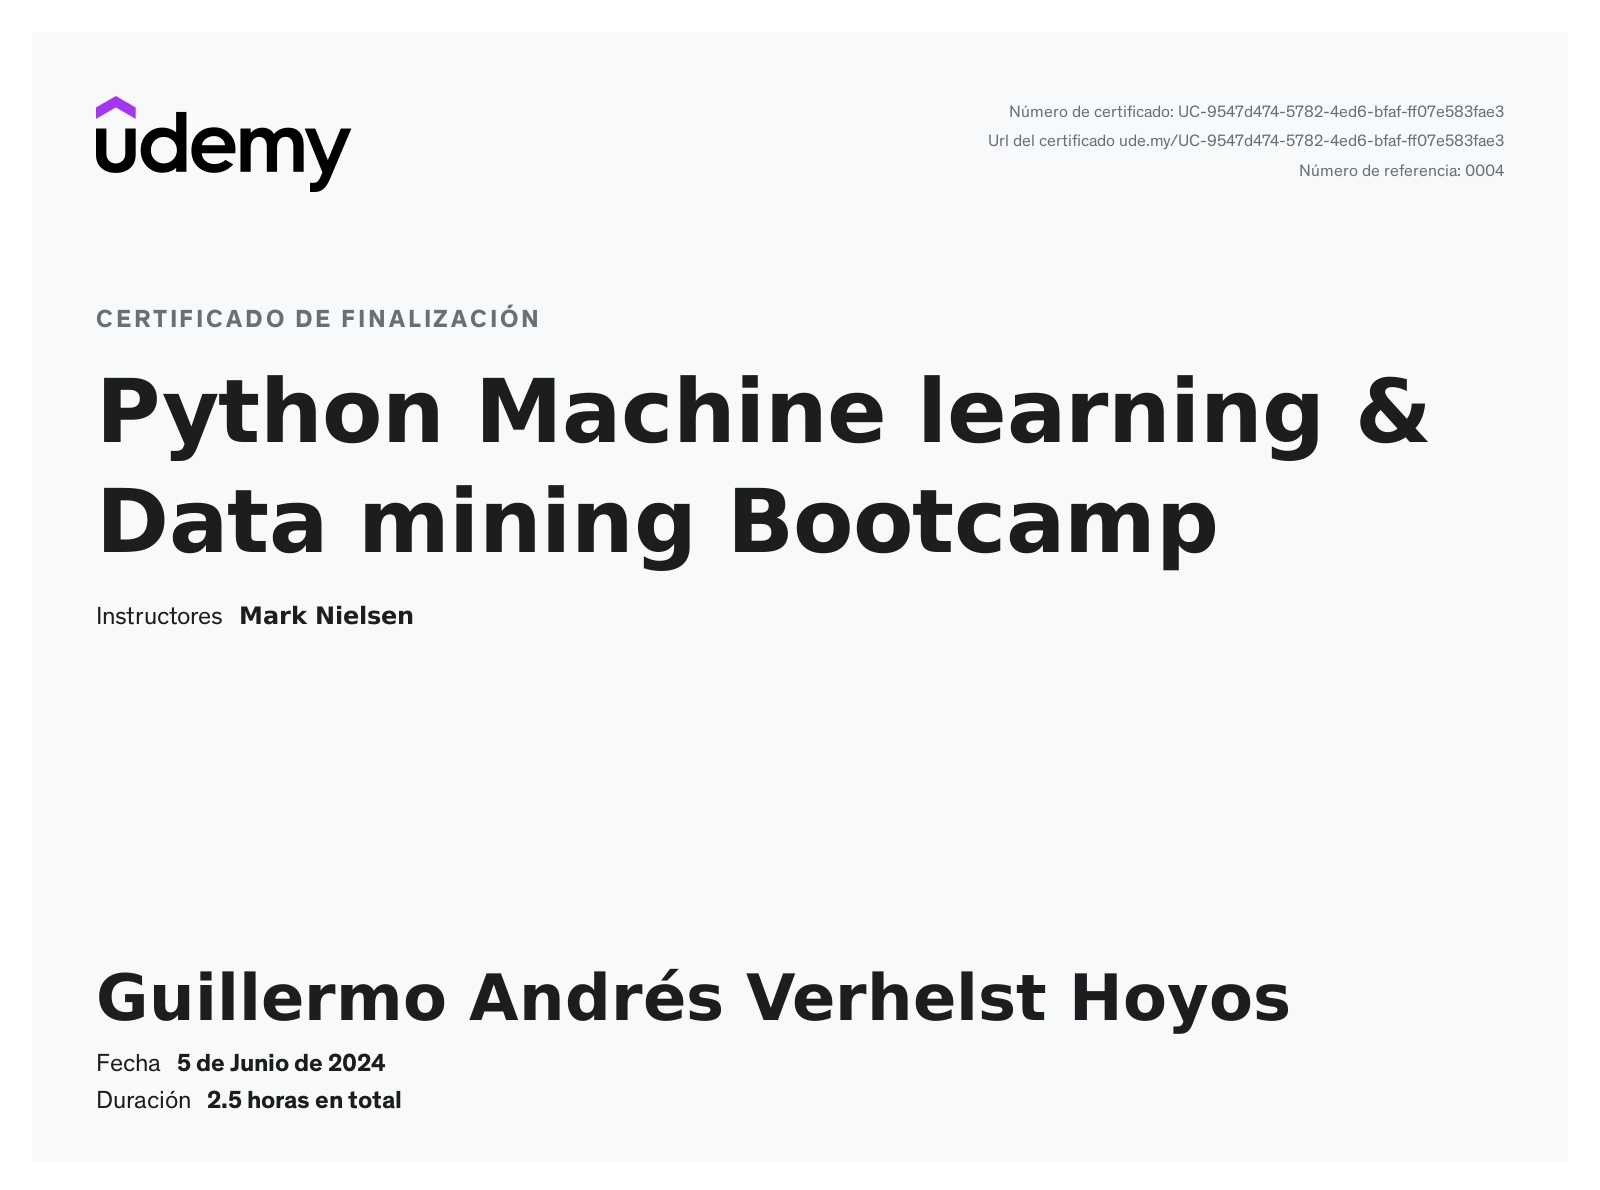 udemy
Número de certificado: UC-9547d474-5782-4ed6-bfaf-ff07e583fae3
Url del certificado ude.my/UC-9547d474-5782-4ed6-bfaf-ff07e583fae3
Número de referencia: 0004
CERTIFICADO DE FINALIZACIÓN
Python Machine learning &
Data mining Bootcamp
Instructores Mark Nielsen
Guillermo Andrés Verhelst Hoyos
Fecha 5 de Junio de 2024
Duración 2.5 horas en total